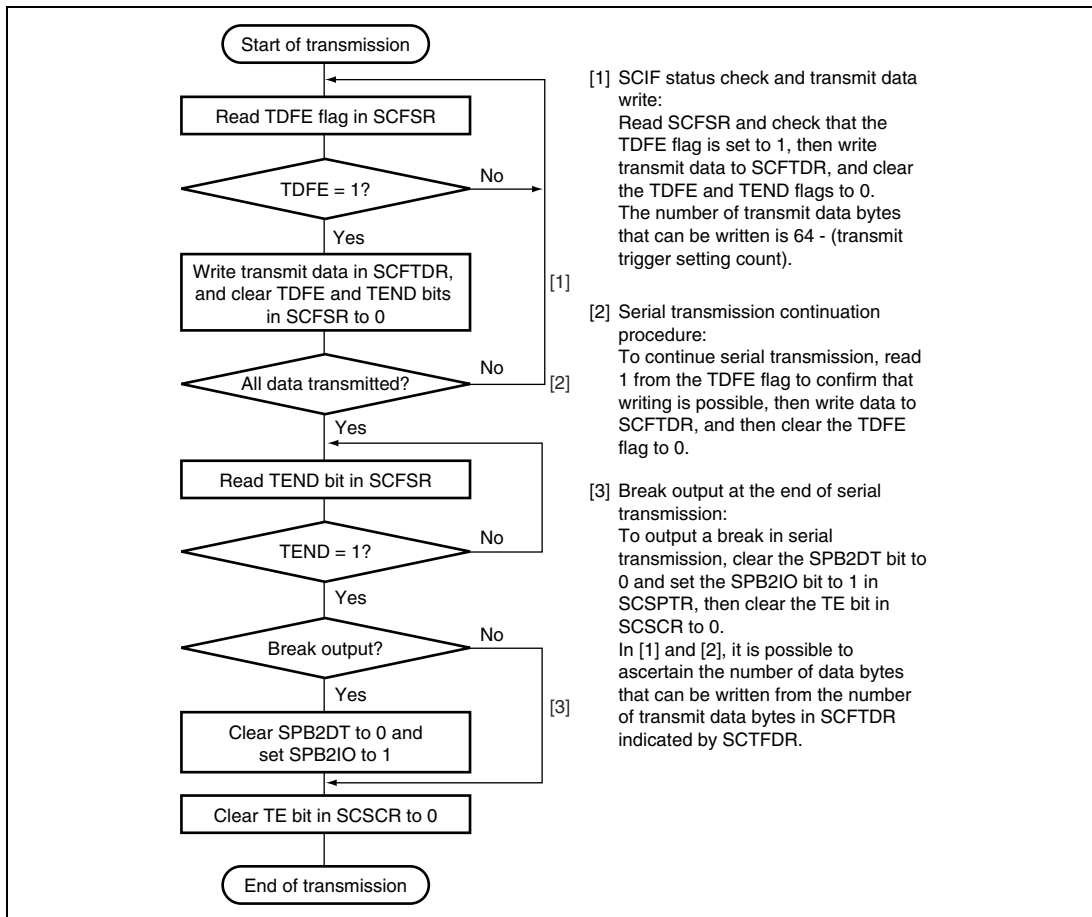 Start of transmission
Read TDFE flag in SCFSR
TDFE = 1?
No
Yes
Write transmit data in SCFTDR,
and clear TDFE and TEND bits
in SCFSR to 0
[1]
All data transmitted?
No
[2]
Yes
Read TEND bit in SCFSR
TEND = 1?
No
Yes
Break output?
No
Yes
[3]
Clear SPB2DT to 0 and
set SPB2IO to 1
Clear TE bit in SCSCR to 0
End of transmission
[1] SCIF status check and transmit data
write:
Read SCFSR and check that the
TDFE flag is set to 1, then write
transmit data to SCFTDR, and clear
the TDFE and TEND flags to 0.
The number of transmit data bytes
that can be written is 64 - (transmit
trigger setting count).
[2] Serial transmission continuation
procedure:
To continue serial transmission, read
1 from the TDFE flag to confirm that
writing is possible, then write data to
SCFTDR, and then clear the TDFE
flag to 0.
[3] Break output at the end of serial
transmission:
To output a break in serial
transmission, clear the SPB2DT bit to
0 and set the SPB2IO bit to 1 in
SCSPTR, then clear the TE bit in
SCSCR to 0.
In [1] and [2], it is possible to
ascertain the number of data bytes
that can be written from the number
of transmit data bytes in SCFTDR
indicated by SCTFDR.